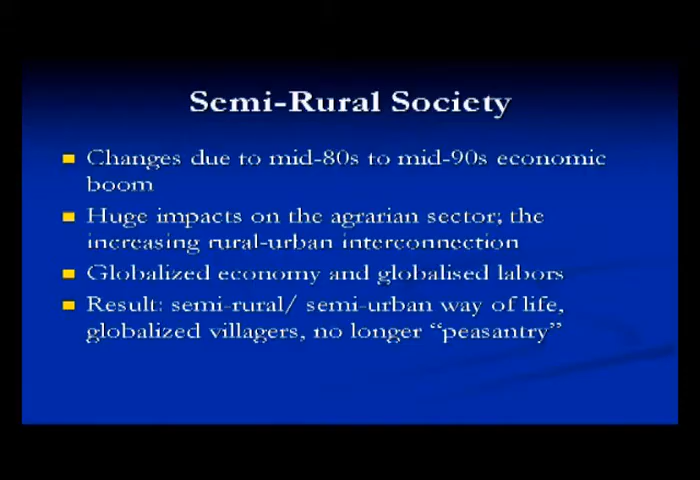 Semi-Rural Society
Changes due to mid-80s to mid-90s economic
boom
Huge impacts on the agrarian sector; the
increasing rural-urban interconnection
Globalized economy and globalised labors
Result: semi-rural/ semi-urban way of life,
globalized villagers, no longer “peasantry”